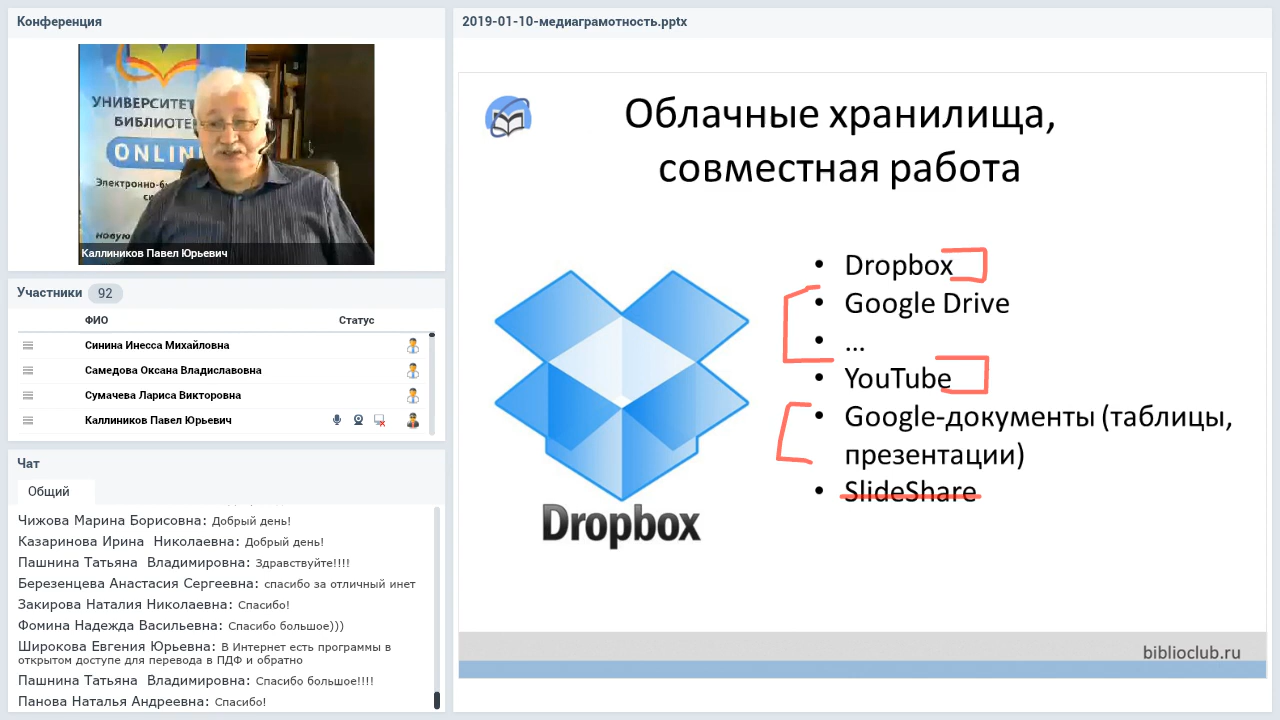 Конференция
УНИВЕРСИТЕТ
БИБЛИОТЕ
ONLIN
Электронно-би
новую
Каллиников Павел Юрьевич
Участники 92
ФИО Статус
Синина Инесса Михайловна
Самедова Оксана Владиславовна
Сумачева Лариса Викторовна
Каллиников Павел Юрьевич
Чат
Общий
Чижова Марина Борисовна: Добрый день!
Казаринова Ирина Николаевна: Добрый день!
Пашнина Татьяна Владимировна: Здравствуйте!!!!
Березенцева Анастасия Сергеевна: спасибо за отличный инет
Закирова Наталия Николаевна: Спасибо!
Фомина Надежда Васильевна: Спасибо большое)))
Широкова Евгения Юрьевна: В Интернет есть программы в
открытом доступе для перевода в ПДФ и обратно
Пашнина Татьяна Владимировна: Спасибо большое!!!!
Панова Наталья Андреевна: Спасибо!
2019-01-10-медиаграмотность.pptx
Облачные хранилища,
совместная работа
• Dropbox
• Google Drive
• ...
• YouTube
• Google-документы (таблицы,
презентации)
• SlideShare
Dropbox
biblioclub.ru